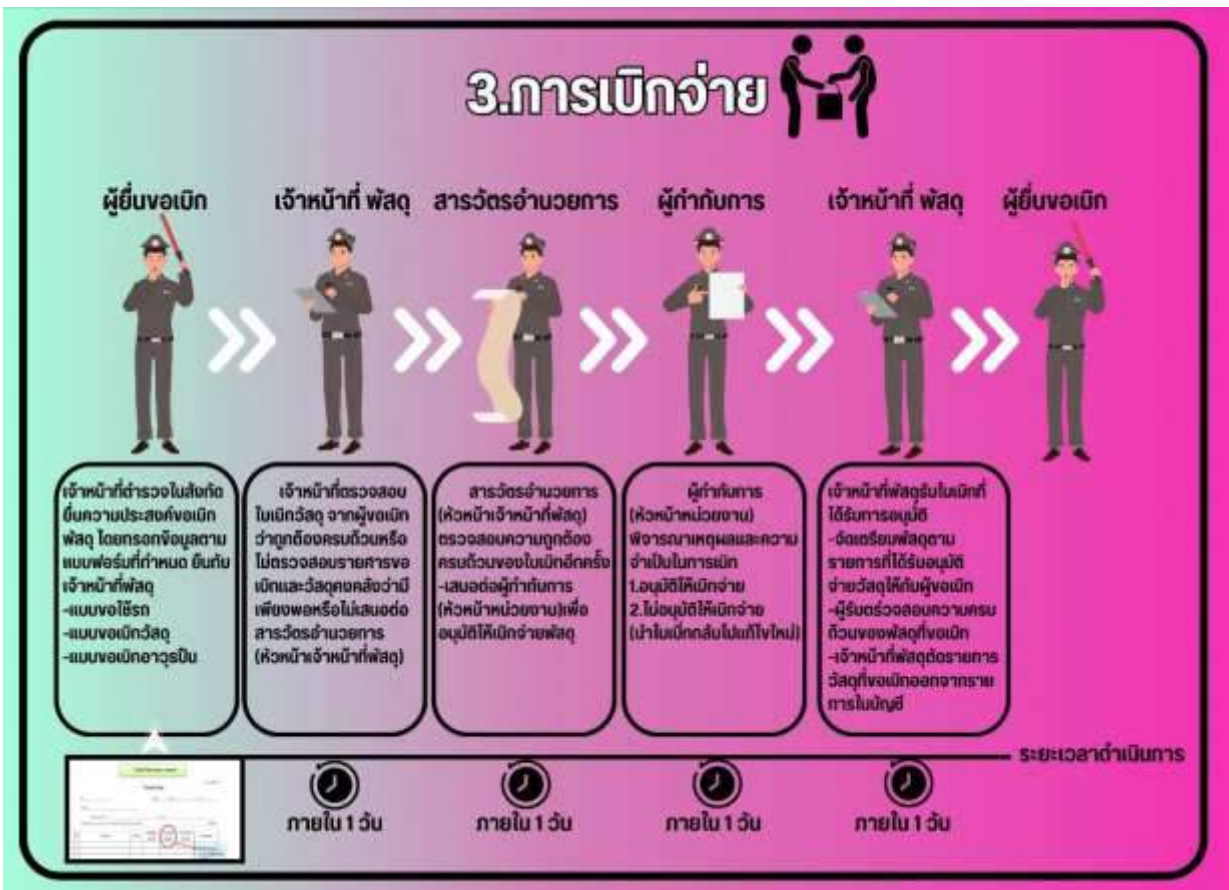 3.การเบิกจ่าย
ผู้ยื่นขอเบิก
เจ้าหน้าที่ พัสดุ
สารวัตรอำนวยการ
ผู้กำกับการ
เจ้าหน้าที่ พัสดุ
ผู้ยื่นขอเบิก
เจ้าหน้าที่ตำรวจในสังกัด
ยื่นความประสงค์ขอเบิก
พัสดุ โดยกรอกข้อมูลตาม
แบบฟอร์มที่กำหนด ยืนกับ
เจ้าหน้าที่พัสดุ
-แบบขอใช้รถ
-แบบขอเบิกวัสดุ
-แบบขอเบิกอาวุธปืน
เจ้าหน้าที่ตรวจสอบ
ใบเบิกวัสดุ จากผู้ขอเบิก
ว่าถูกต้องครบถ้วนหรือ
ไม่ตรวจสอบรายศารขอ
เบิกและวัสดุคงคลังว่ามี
เพียงพอหรือไม่เสนอต่อ
สารวัตรอำนวยการ
(หัวหน้าเจ้าหน้าที่พัสดุ)
สารวัตรอำนวยการ
(หัวหน้าเจ้าหน้าที่พัสดุ)
ตรวจสอบความถูกต้อง
ครบถ้วนของใบเบิกอีกครั้ง
-เสนอต่อผู้กำกับการ
(หัวหน้าหน่วยงาน)เพื่อ
อนุมัติให้เบิกจ่ายพัสดุ
ผู้กำกับการ
(หัวหน้าหน่วยงาน)
พิจารณาเหตุผลและความ
จำเป็นในการเบิก
1.อนุมัติให้เบิกจ่าย
2.ไม่อนุมัติให้เบิกจ่าย
(นำใบเบิกกลับไปแก้ไขใหม่)
เจ้าหน้าที่พัสดุรับใบเบิกที่
ได้รับการอนุมัติ
-จัดเตรียมพัสดุตาม
รายการที่ได้รับอนุมัติ
จ่ายวัสดุให้กับผู้ขอเบิก
-ผู้รับตรวจสอบความครบ
ถ้วนของพัสดุที่ขอเบิก
-เจ้าหน้าที่พัสดุตัดรายการ
วัสดุที่ขอเบิกออกจากราย
การในบัญชี
ระยะเวลาดำเนินการ
ภายใน 1 วัน
ภายใน 1 วัน
ภายใน 1 วัน
ภายใน 1 วัน